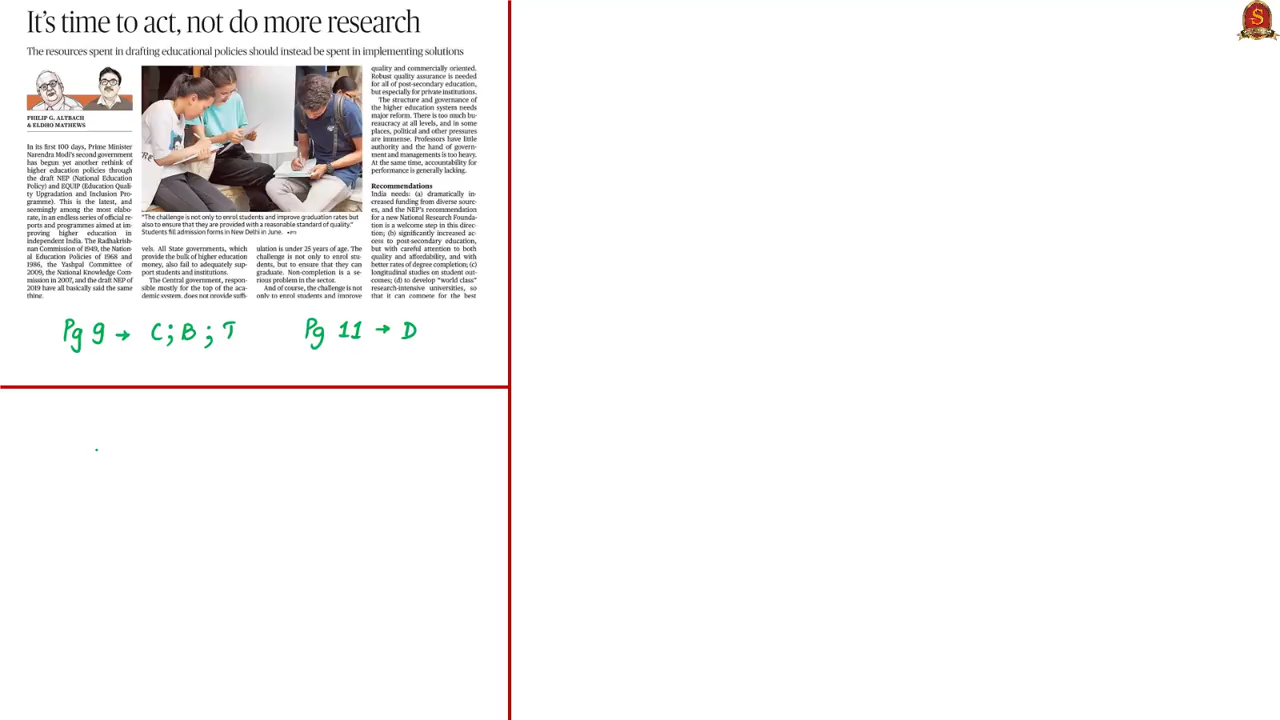 It's time to act, not do more research
The resources spent in drafting educational policies should instead be spent in implementing solutions
PHILIP G. ALTBACH
& ELDHO MATHEWS
In its first 100 days, Prime Minister
Narendra Modi's second government
has begun yet another rethink of
higher education policies through
the draft NEP (National Education
Policy) and EQUIP (Education Quali-
ty Upgradation and Inclusion Pro-
gramme). This is the latest, and
seemingly among the most elabo-
rate, in an endless series of official re-
ports and programmes aimed at im-
proving higher education in
independent India. The Radhakrish-
nan Commission of 1949, the Nation-
al Education Policies of 1968 and
1986, the Yashpal Committee of
2009, the National Knowledge Com-
mission in 2007, and the draft NEP of
2019 have all basically said the same
thing.
"The challenge is not only to enrol students and improve graduation rates but
also to ensure that they are provided with a reasonable standard of quality."
Students fill admission forms in New Delhi in June. •PTI
vels. All State governments, which
provide the bulk of higher education
money, also fail to adequately sup-
port students and institutions.
The Central government, respon-
sible mostly for the top of the aca-
demic system, does not provide suffi-
ulation is under 25 years of age. The
challenge is not only to enrol stu-
dents, but to ensure that they can
graduate. Non-completion is a se-
rious problem in the sector.
And of course, the challenge is not
only to enrol students and improve
quality and commercially oriented.
Robust quality assurance is needed
for all of post-secondary education,
but especially for private institutions.
The structure and governance of
the higher education system needs
major reform. There is too much bu-
reaucracy at all levels, and in some
places, political and other pressures
are immense. Professors have little
authority and the hand of govern-
ment and managements is too heavy.
At the same time, accountability for
performance is generally lacking.
Recommendations
India needs: (a) dramatically in-
creased funding from diverse sourc-
es, and the NEP's recommendation
for a new National Research Founda-
tion is a welcome step in this direc-
tion; (b) significantly increased ac-
cess to post-secondary education,
but with careful attention to both
quality and affordability, and with
better rates of degree completion; (c)
longitudinal studies on student out-
comes; (d) to develop "world class"
research-intensive universities, so
that it can compete for the best
Pg 9 → C; B; T
Pg 11 → D
S